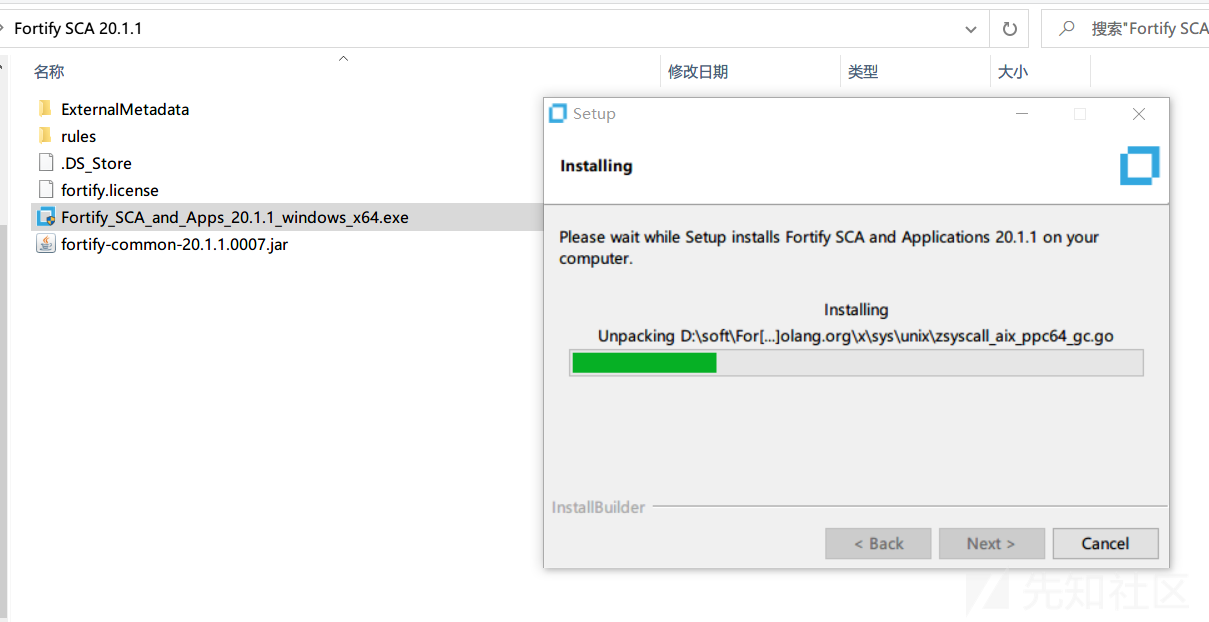 Fortify SCA 20.1.1
搜索"Fortify SCA
名称
修改日期
类型
大小
ExternalMetadata
rules
.DS_Store
fortify.license
Fortify_SCA_and_Apps_20.1.1_windows_x64.exe
fortify-common-20.1.1.0007.jar
Setup
Installing
Please wait while Setup installs Fortify SCA and Applications 20.1.1 on your
computer.
Installing
Unpacking D:\soft\For[...]olang.org\x\sys\unix\zsyscall_aix_ppc64_gc.go
InstallBuilder
< Back
Next >
Cancel
先知社区